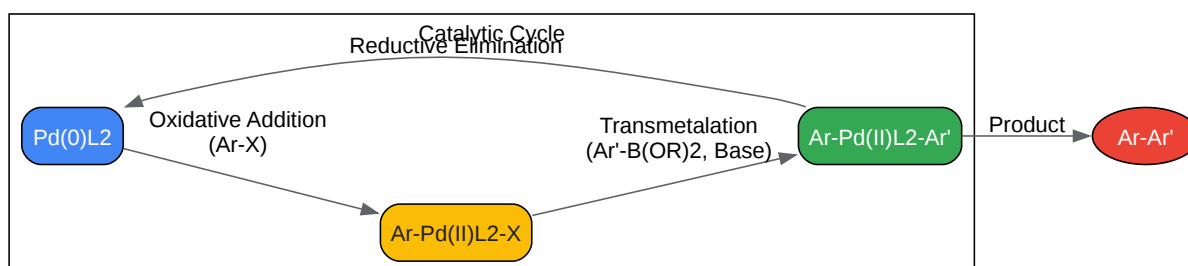 Catalytic Cycle
Reductive Elimination
Pd(0)L2
Oxidative Addition
(Ar-X)
Transmetalation
(Ar'-B(OR)2, Base)
Ar-Pd(II)L2-Ar'
Product
Ar-Ar'
Ar-Pd(II)L2-X